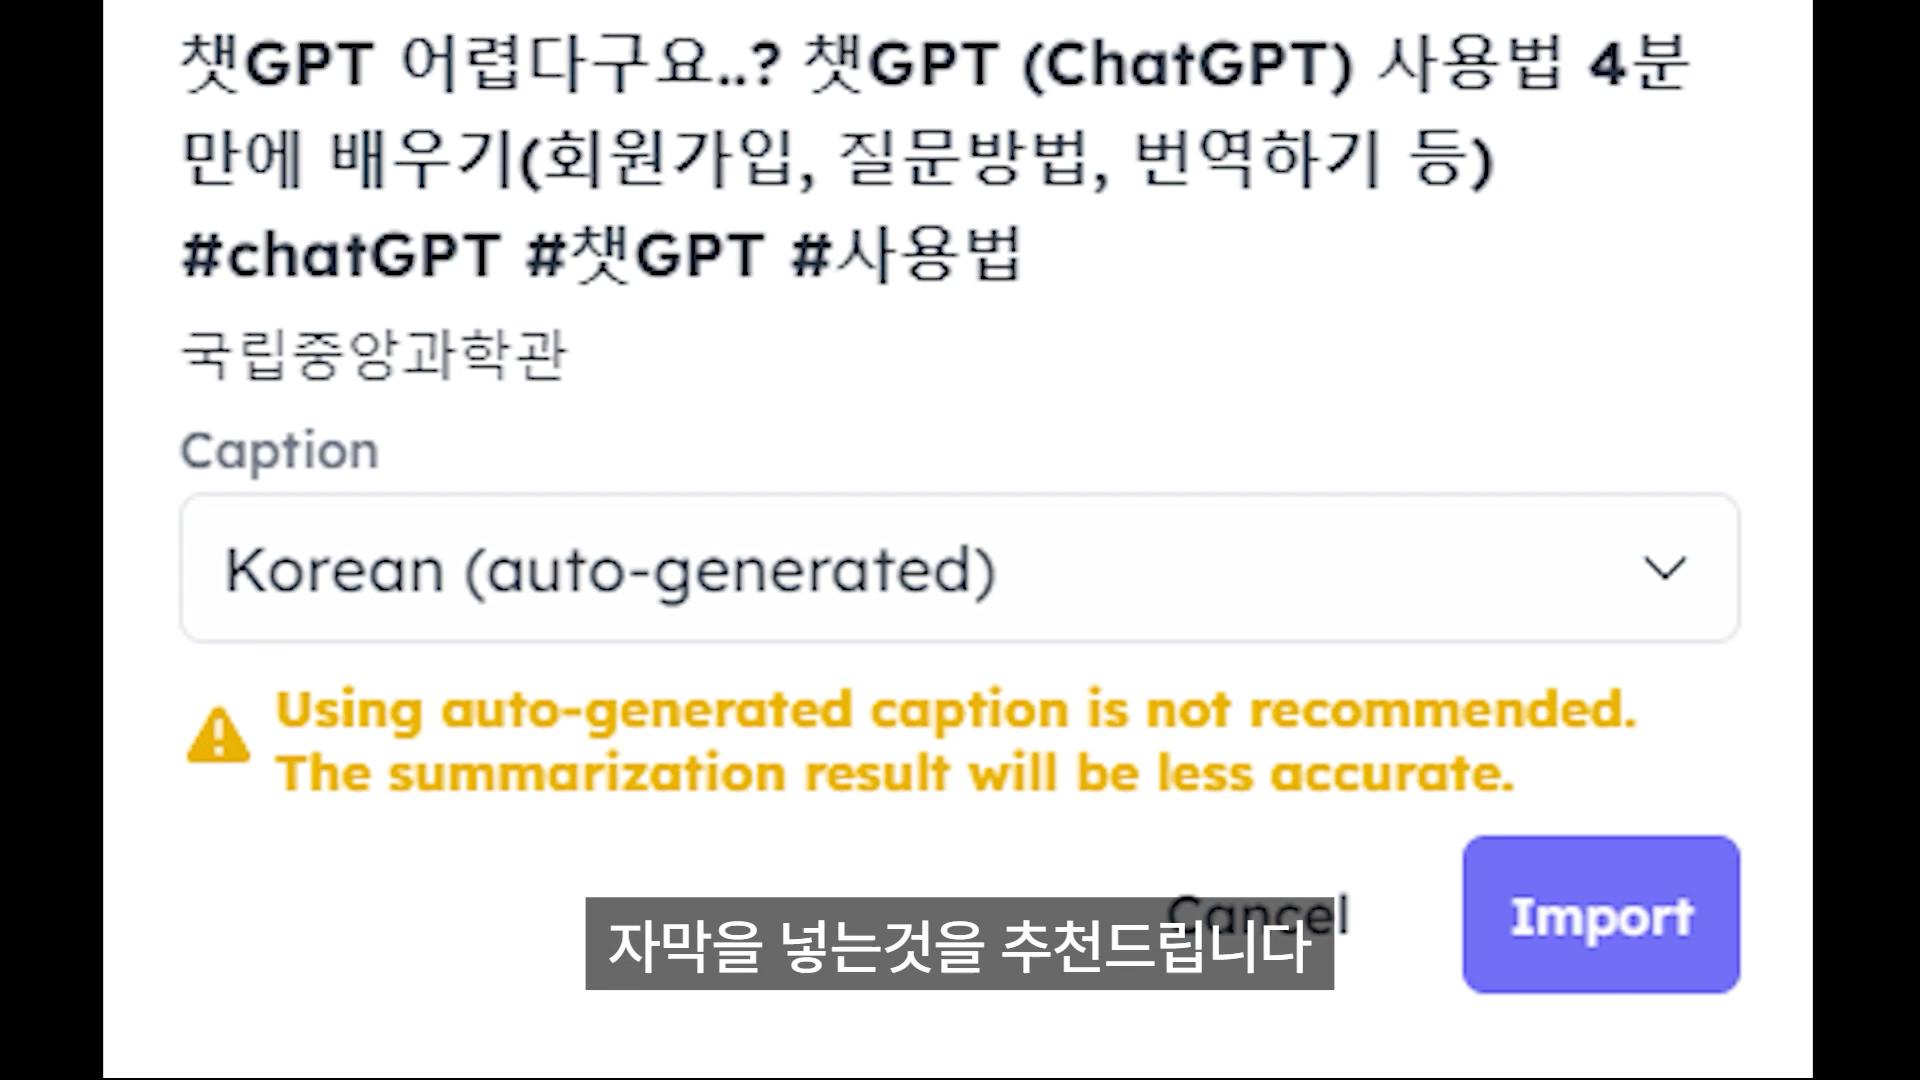 챗GPT 어렵다구요..? 챗GPT (ChatGPT) 사용법 4분
만에 배우기(회원가입, 질문방법, 번역하기 등)
#chatGPT #챗GPT #사용법
국립중앙과학관
Caption
Korean (auto-generated)
Using auto-generated caption is not recommended.
The summarization result will be less accurate.
Cancel
Import
자막을 넣는것을 추천드립니다